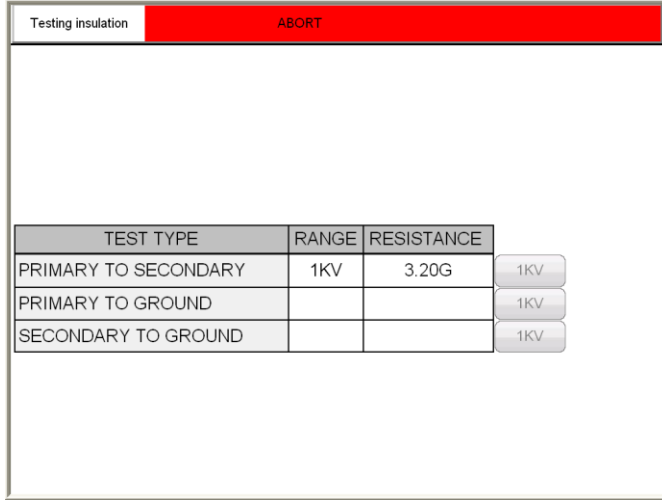 Testing insulation ABORT
TEST TYPE RANGE RESISTANCE
PRIMARY TO SECONDARY 1KV 3.20G 1KV
PRIMARY TO GROUND 1KV
SECONDARY TO GROUND 1KV